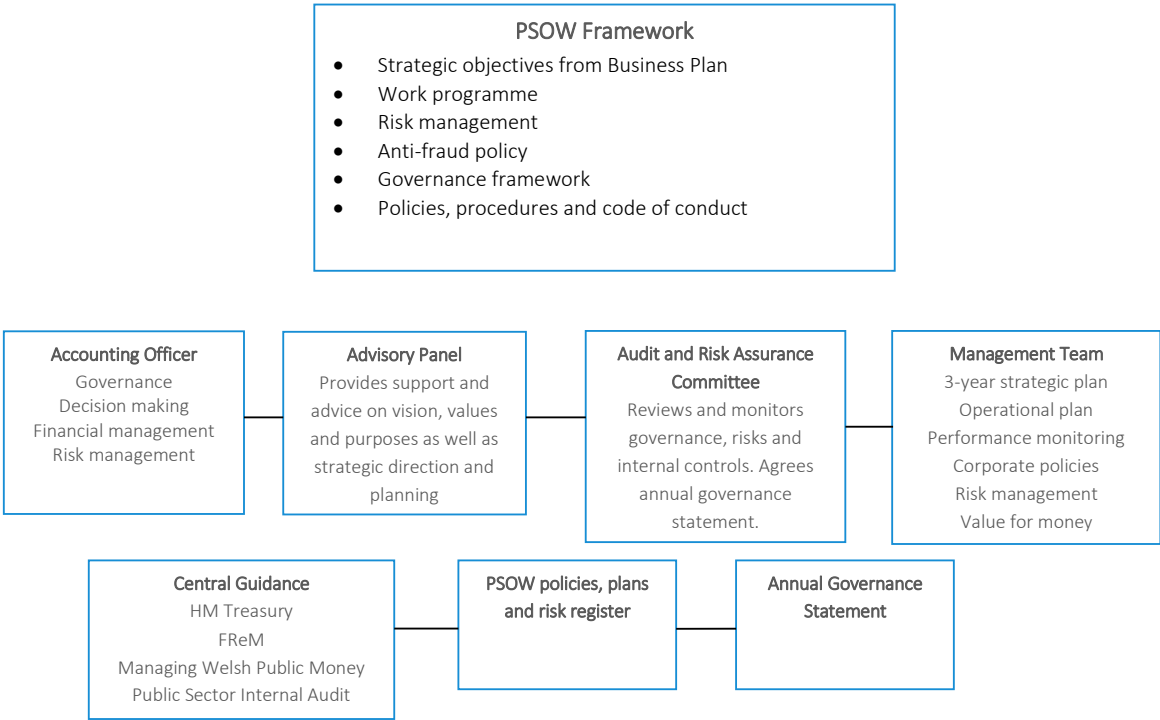 PSOW Framework
• Strategic objectives from Business Plan
• Work programme
• Risk management
• Anti-fraud policy
• Governance framework
• Policies, procedures and code of conduct
Accounting Officer
Governance
Decision making
Financial management
Risk management
Advisory Panel
Provides support and
advice on vision, values
and purposes as well as
strategic direction and
planning
Audit and Risk Assurance
Committee
Reviews and monitors
governance, risks and
internal controls. Agrees
annual governance
statement.
Management Team
3-year strategic plan
Operational plan
Performance monitoring
Corporate policies
Risk management
Value for money
Central Guidance
HM Treasury
FReM
Managing Welsh Public Money
Public Sector Internal Audit
PSOW policies, plans
and risk register
Annual Governance
Statement